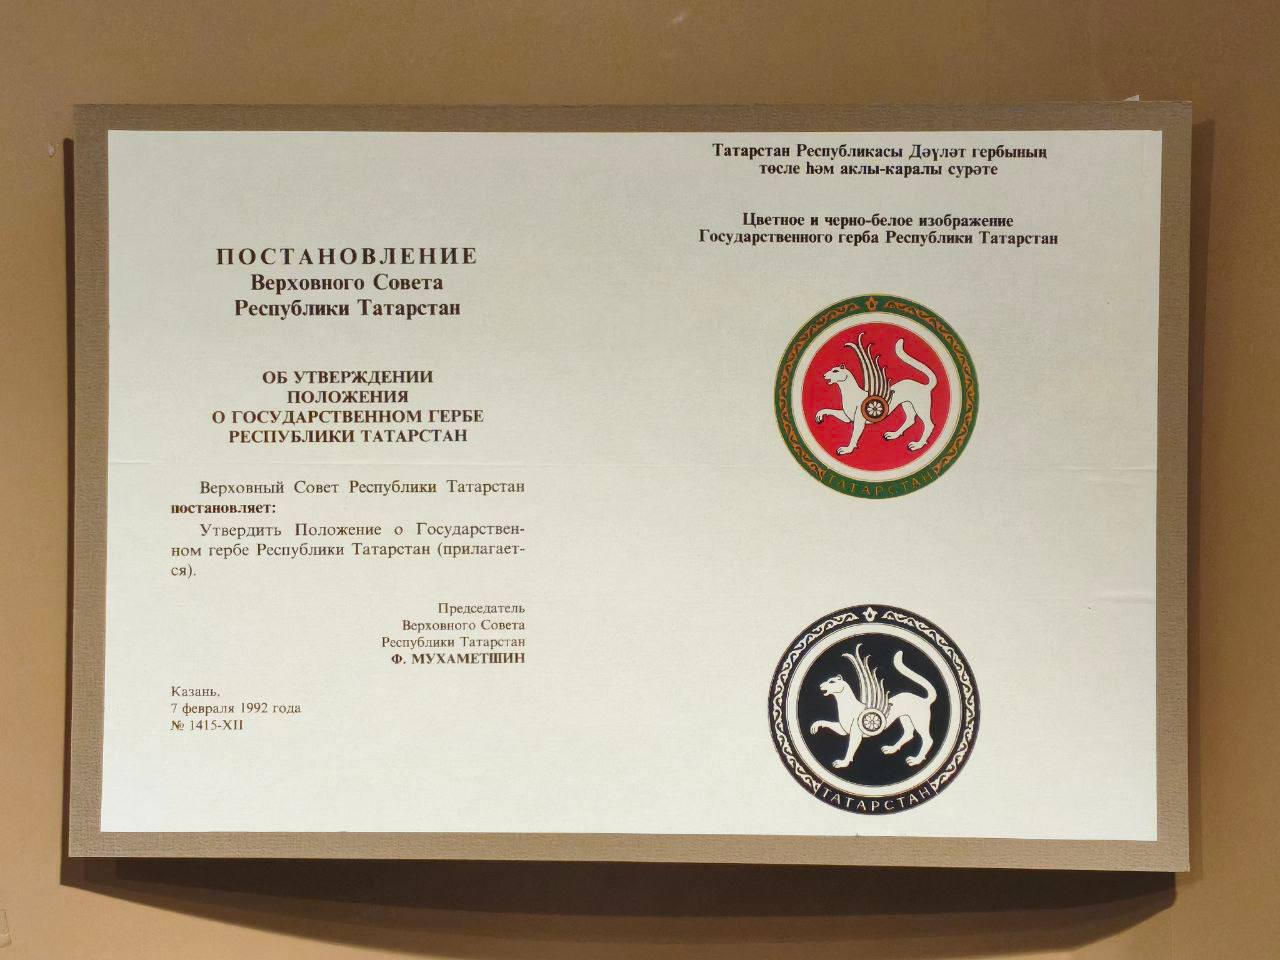 ПОСТАНОВЛЕНИЕ
Верховного Совета
Республики Татарстан
ОБ УТВЕРЖДЕНИИ
ПОЛОЖЕНИЯ
О ГОСУДАРСТВЕННОМ ГЕРБЕ
РЕСПУБЛИКИ ТАТАРСТАН
Верховный Совет Республики Татарстан
постановляет:
Утвердить Положение о Государствен-
ном гербе Республики Татарстан (прилагает-
ся).
Председатель
Верховного Совета
Республики Татарстан
Ф. МУХАМЕТШИН
Казань,
7 февраля 1992 года
№ 1415-XII
Татарстан Республикасы Дәүләт гербының
төсле һәм аклы-каралы сурәте
Цветное и черно-белое изображение
Государственного герба Республики Татарстан
ТАТАРСТАН
ТАТАРСТАН